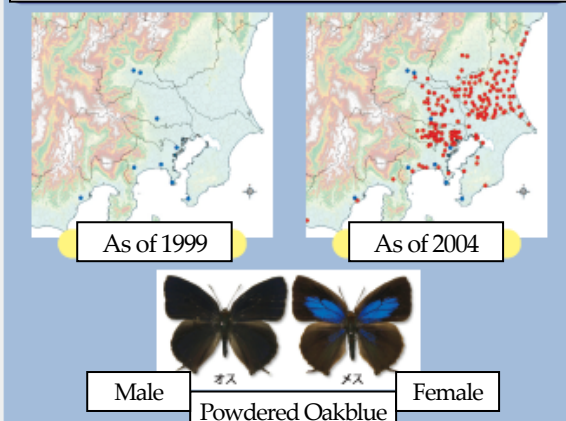 As of 1999
As of 2004
オス
メス
Male
Female
Powdered Oakblue